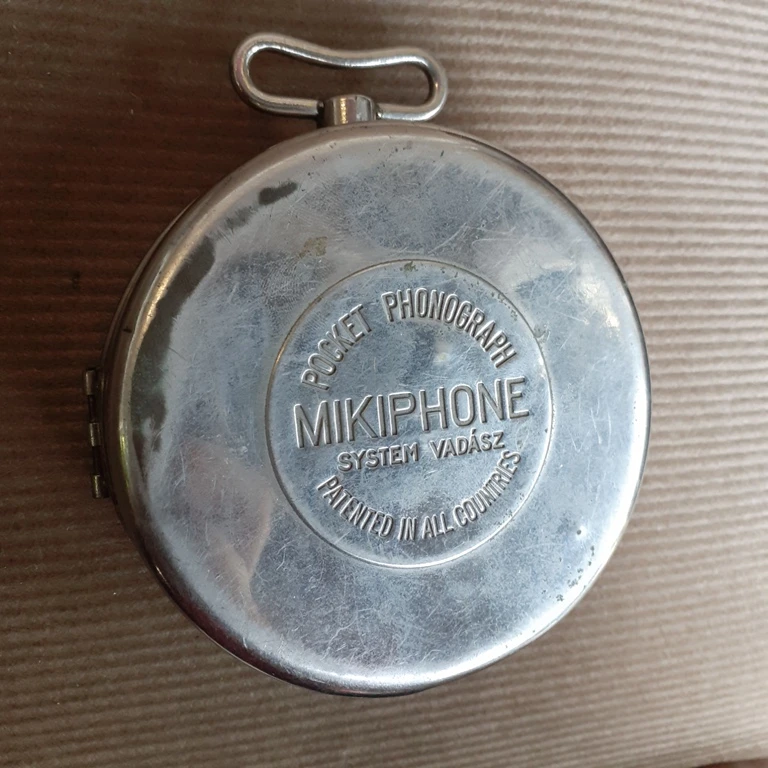 POCKET PHONOGRAPH
MIKIPHONE
SYSTEM VADÁSZ
PATENTED IN ALL COUNTRIES